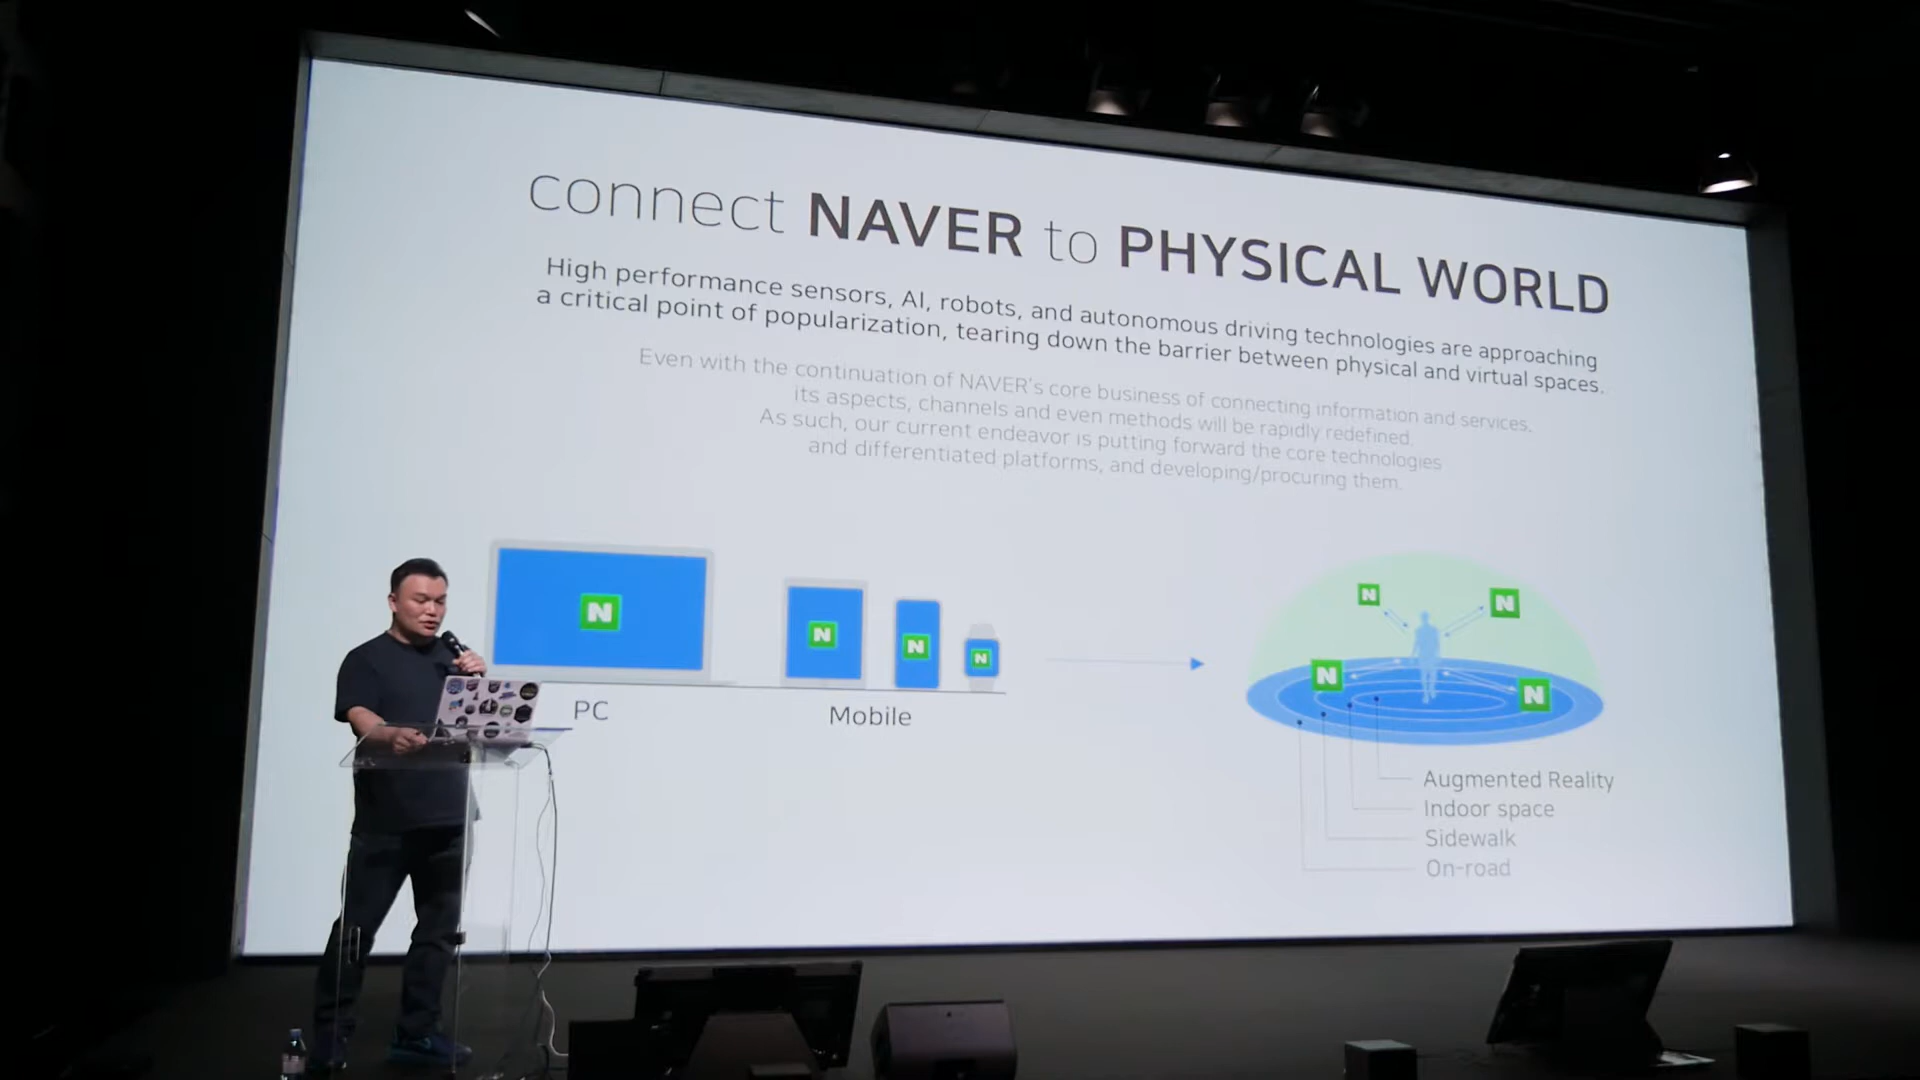 connect NAVER to PHYSICAL WORLD
High performance sensors, AI, robots, and autonomous driving technologies are approaching
a critical point of popularization, tearing down the barrier between physical and virtual spaces.
Even with the continuation of NAVER's core business of connecting information and services,
its aspects, channels and even methods will be rapidly redefined.
As such, our current endeavor is putting forward the core technologies
and differentiated platforms, and developing/procuring them.
N
N
N
N
N
N
N
N
PC
Mobile
Augmented Reality
Indoor space
Sidewalk
On-road